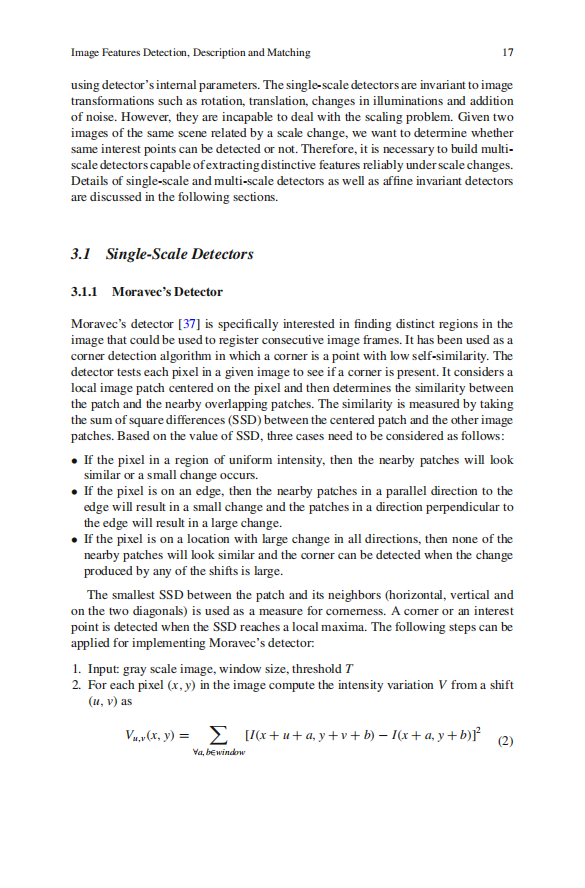 Image Features Detection, Description and Matching 17
using detector's internal parameters. The single-scale detectors are invariant to image
transformations such as rotation, translation, changes in illuminations and addition
of noise. However, they are incapable to deal with the scaling problem. Given two
images of the same scene related by a scale change, we want to determine whether
same interest points can be detected or not. Therefore, it is necessary to build multi-
scale detectors capable of extracting distinctive features reliably under scale changes.
Details of single-scale and multi-scale detectors as well as affine invariant detectors
are discussed in the following sections.
3.1 Single-Scale Detectors
3.1.1 Moravec's Detector
Moravec's detector [37] is specifically interested in finding distinct regions in the
image that could be used to register consecutive image frames. It has been used as a
corner detection algorithm in which a corner is a point with low self-similarity. The
detector tests each pixel in a given image to see if a corner is present. It considers a
local image patch centered on the pixel and then determines the similarity between
the patch and the nearby overlapping patches. The similarity is measured by taking
the sum of square differences (SSD) between the centered patch and the other image
patches. Based on the value of SSD, three cases need to be considered as follows:
• If the pixel in a region of uniform intensity, then the nearby patches will look
similar or a small change occurs.
• If the pixel is on an edge, then the nearby patches in a parallel direction to the
edge will result in a small change and the patches in a direction perpendicular to
the edge will result in a large change.
• If the pixel is on a location with large change in all directions, then none of the
nearby patches will look similar and the corner can be detected when the change
produced by any of the shifts is large.
The smallest SSD between the patch and its neighbors (horizontal, vertical and
on the two diagonals) is used as a measure for cornerness. A corner or an interest
point is detected when the SSD reaches a local maxima. The following steps can be
applied for implementing Moravec's detector:
1. Input: gray scale image, window size, threshold T
2. For each pixel (x, y) in the image compute the intensity variation V from a shift
(u, v) as
V_{u,v}(x, y) = ∑_{∀a,b∈window} [I(x + u + a, y + v + b) − I(x + a, y + b)]² (2)